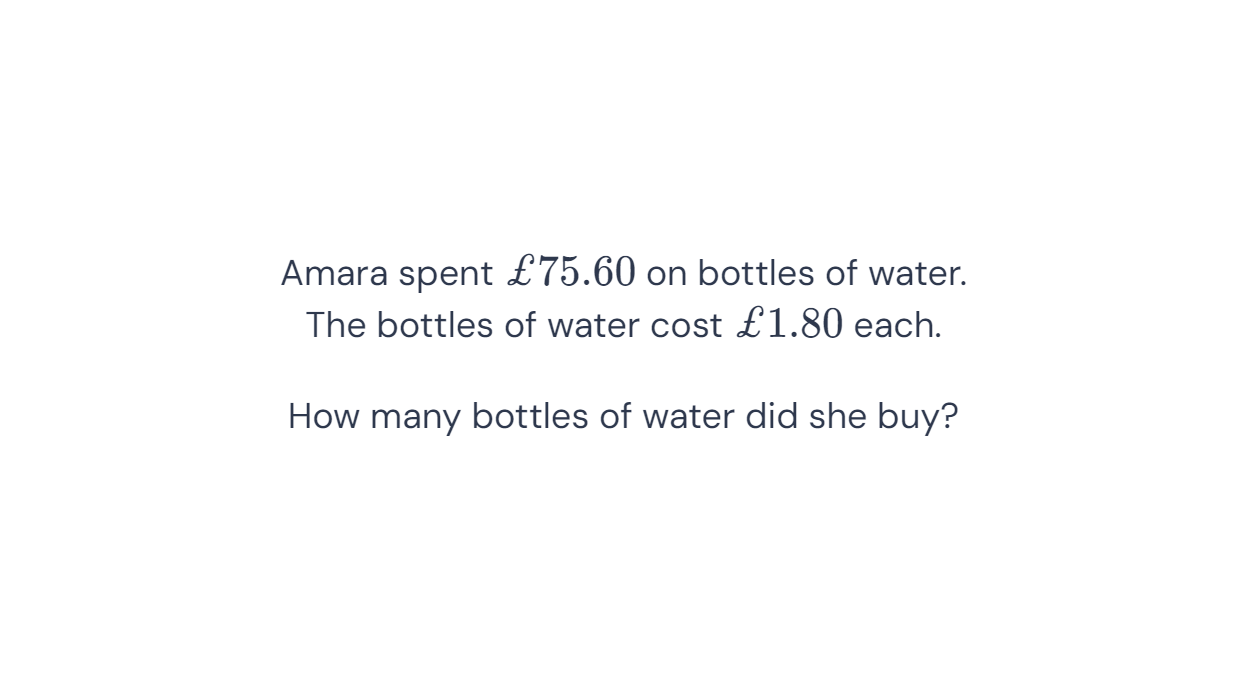 Amara spent £75.60 on bottles of water.
The bottles of water cost £1.80 each.
How many bottles of water did she buy?